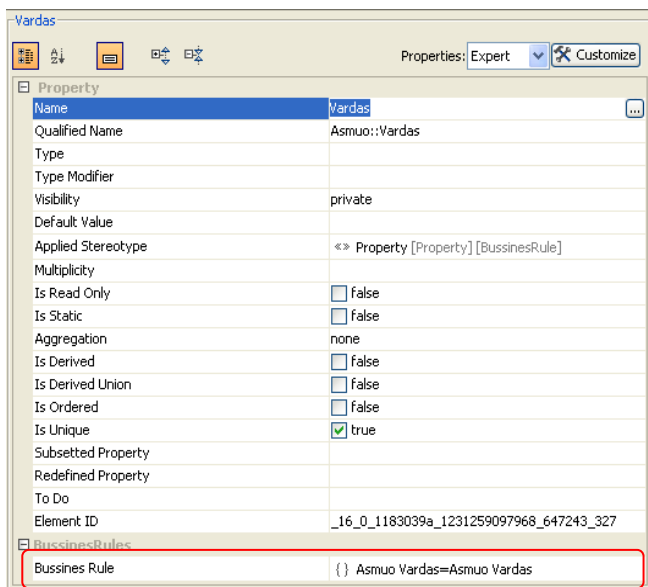 Vardas
Properties: Expert Customize
Property
Name Vardas ...
Qualified Name Asmuo::Vardas
Type
Type Modifier
Visibility private
Default Value
Applied Stereotype «» Property [Property] [BussinesRule]
Multiplicity
Is Read Only false
Is Static false
Aggregation none
Is Derived false
Is Derived Union false
Is Ordered false
Is Unique true
Subsetted Property
Redefined Property
To Do
Element ID _16_0_1183039a_1231259097968_647243_327
BussinesRules
Bussines Rule {} Asmuo Vardas=Asmuo Vardas